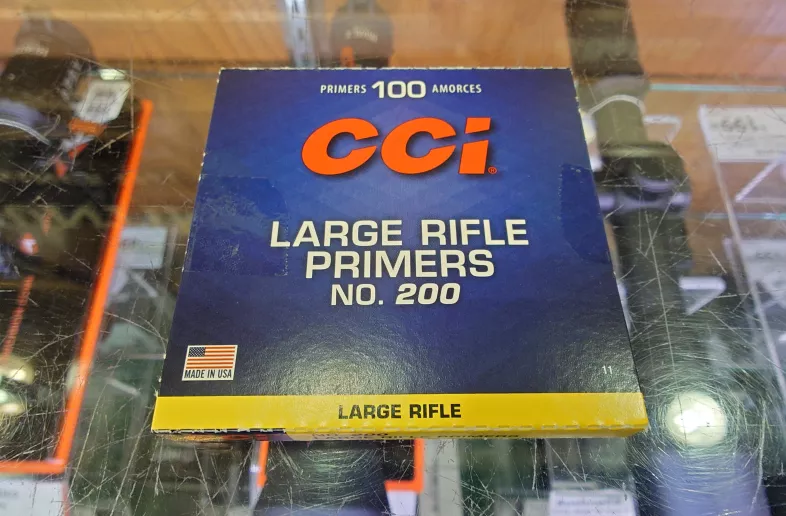 PRIMERS 100 AMORCES
CCI®
LARGE RIFLE
PRIMERS
NO. 200
MADE IN USA
11
LARGE RIFLE